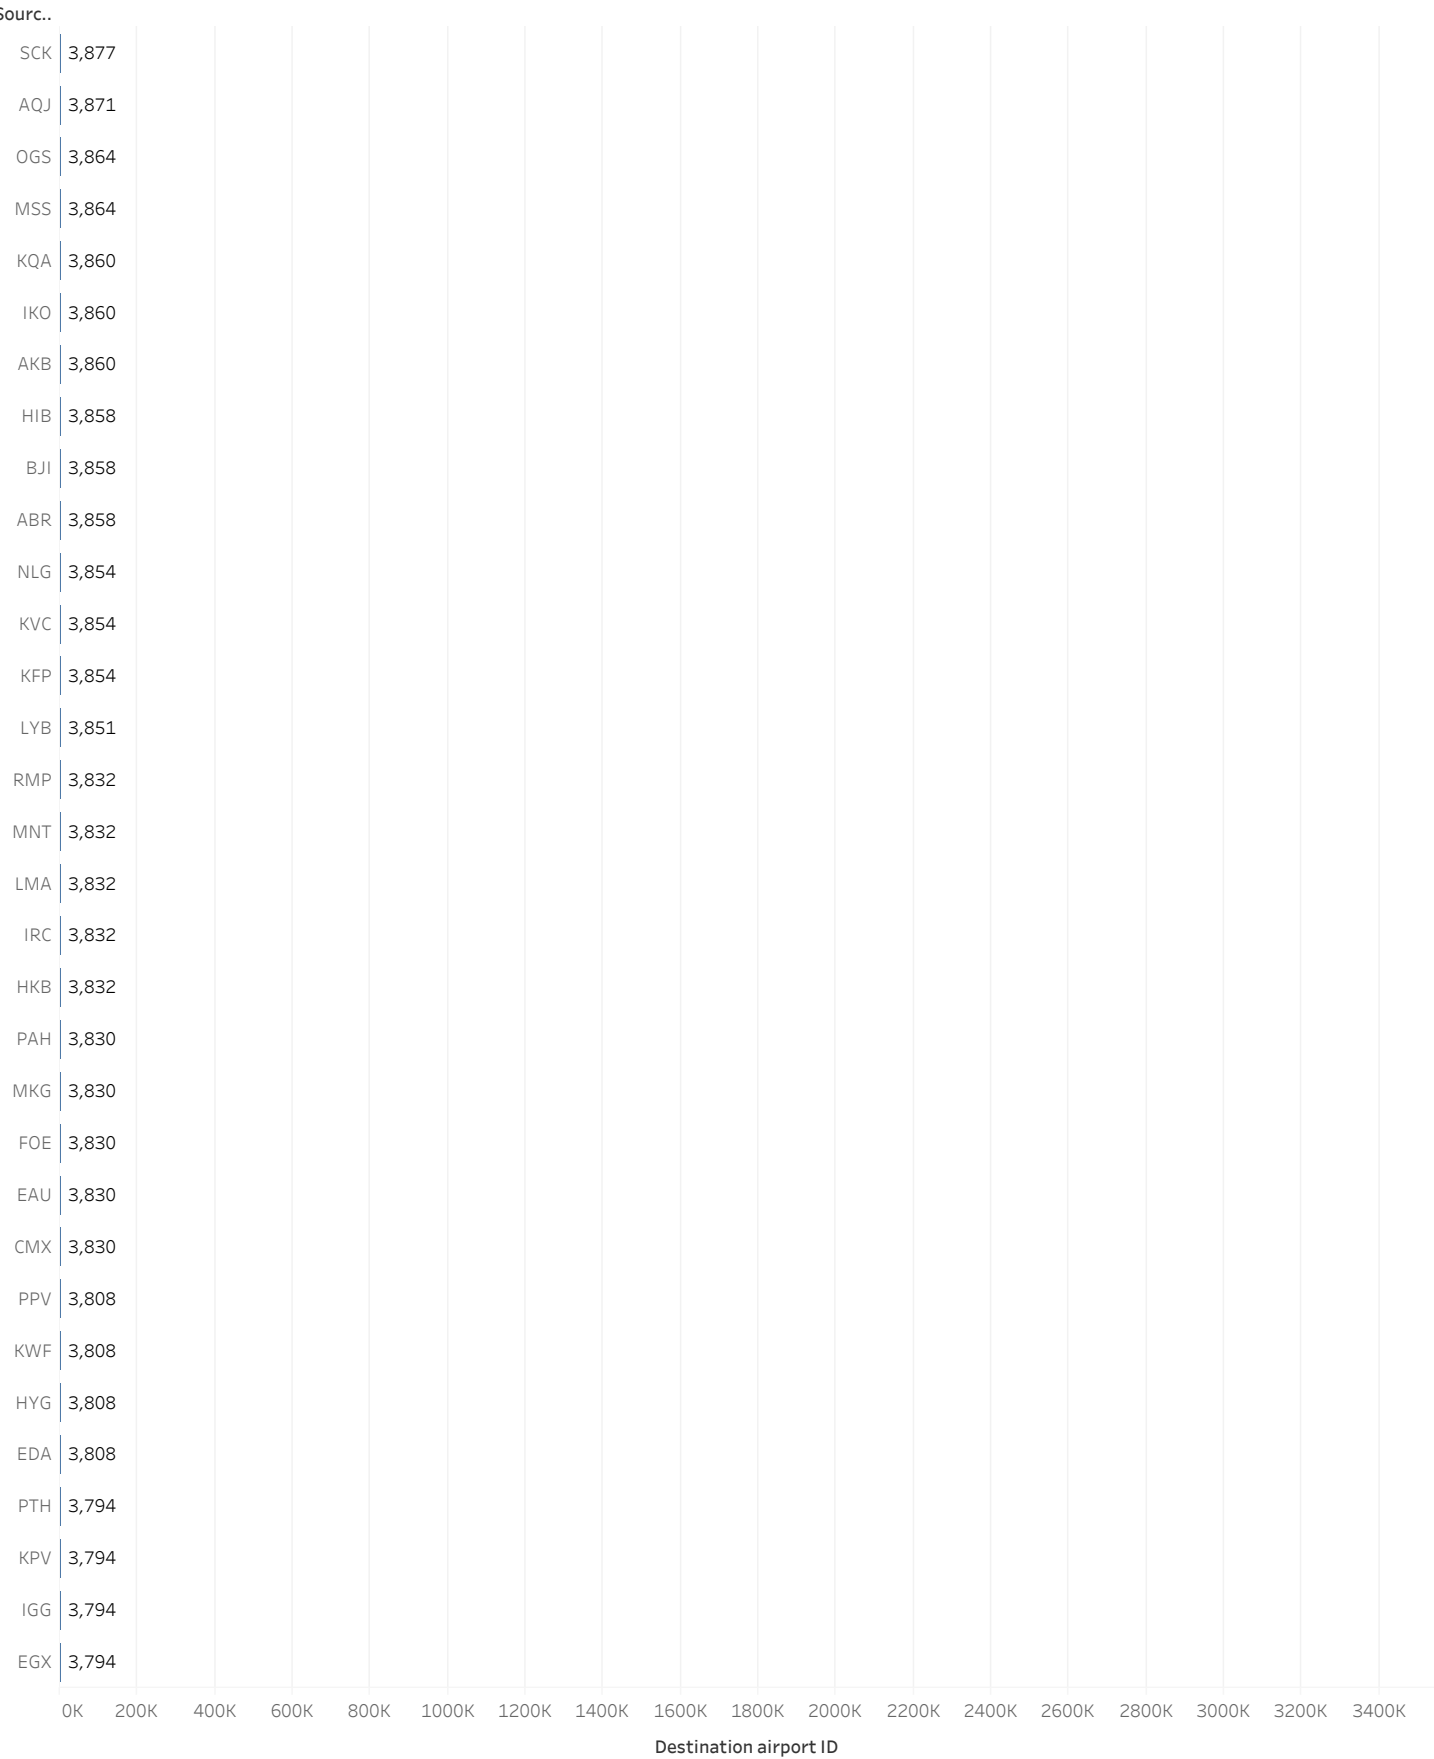 Sourc..
SCK 3,877
AQJ 3,871
OGS 3,864
MSS 3,864
KQA 3,860
IKO 3,860
AKB 3,860
HIB 3,858
BJI 3,858
ABR 3,858
NLG 3,854
KVC 3,854
KFP 3,854
LYB 3,851
RMP 3,832
MNT 3,832
LMA 3,832
IRC 3,832
HKB 3,832
PAH 3,830
MKG 3,830
FOE 3,830
EAU 3,830
CMX 3,830
PPV 3,808
KWF 3,808
HYG 3,808
EDA 3,808
PTH 3,794
KPV 3,794
IGG 3,794
EGX 3,794
0K 200K 400K 600K 800K 1000K 1200K 1400K 1600K 1800K 2000K 2200K 2400K 2600K 2800K 3000K 3200K 3400K
Destination airport ID